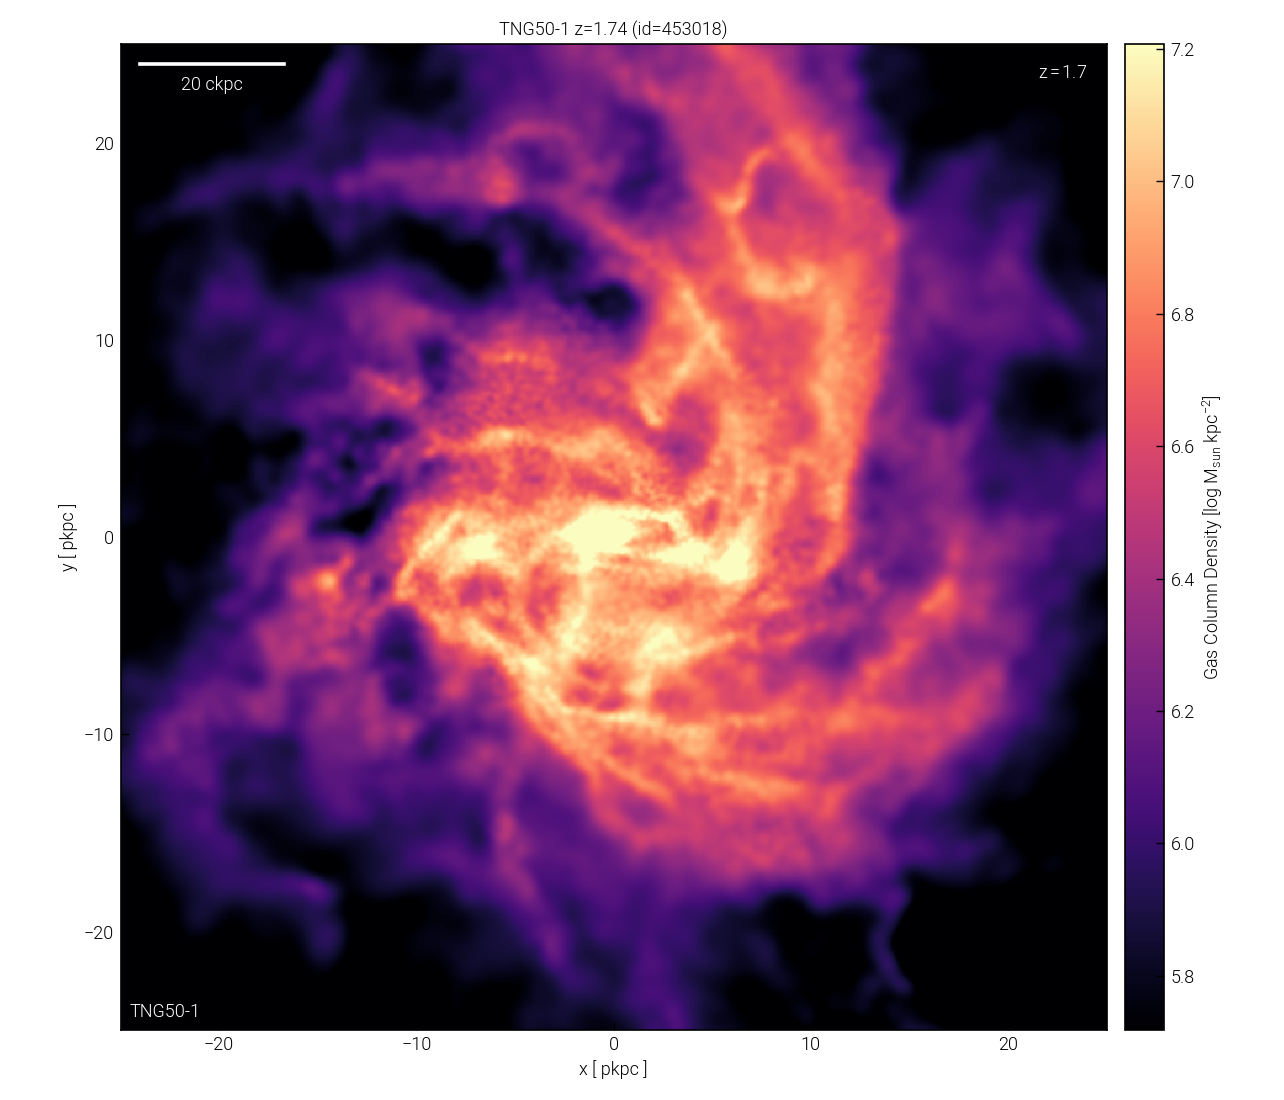 TNG50-1 z=1.74 (id=453018)
20 ckpc
z=1.7
TNG50-1
y [ pkpc ]
20
10
0
−10
−20
−20
−10
0
10
20
x [ pkpc ]
7.2
7.0
6.8
6.6
6.4
6.2
6.0
5.8
Gas Column Density [log M_sun kpc^−2]